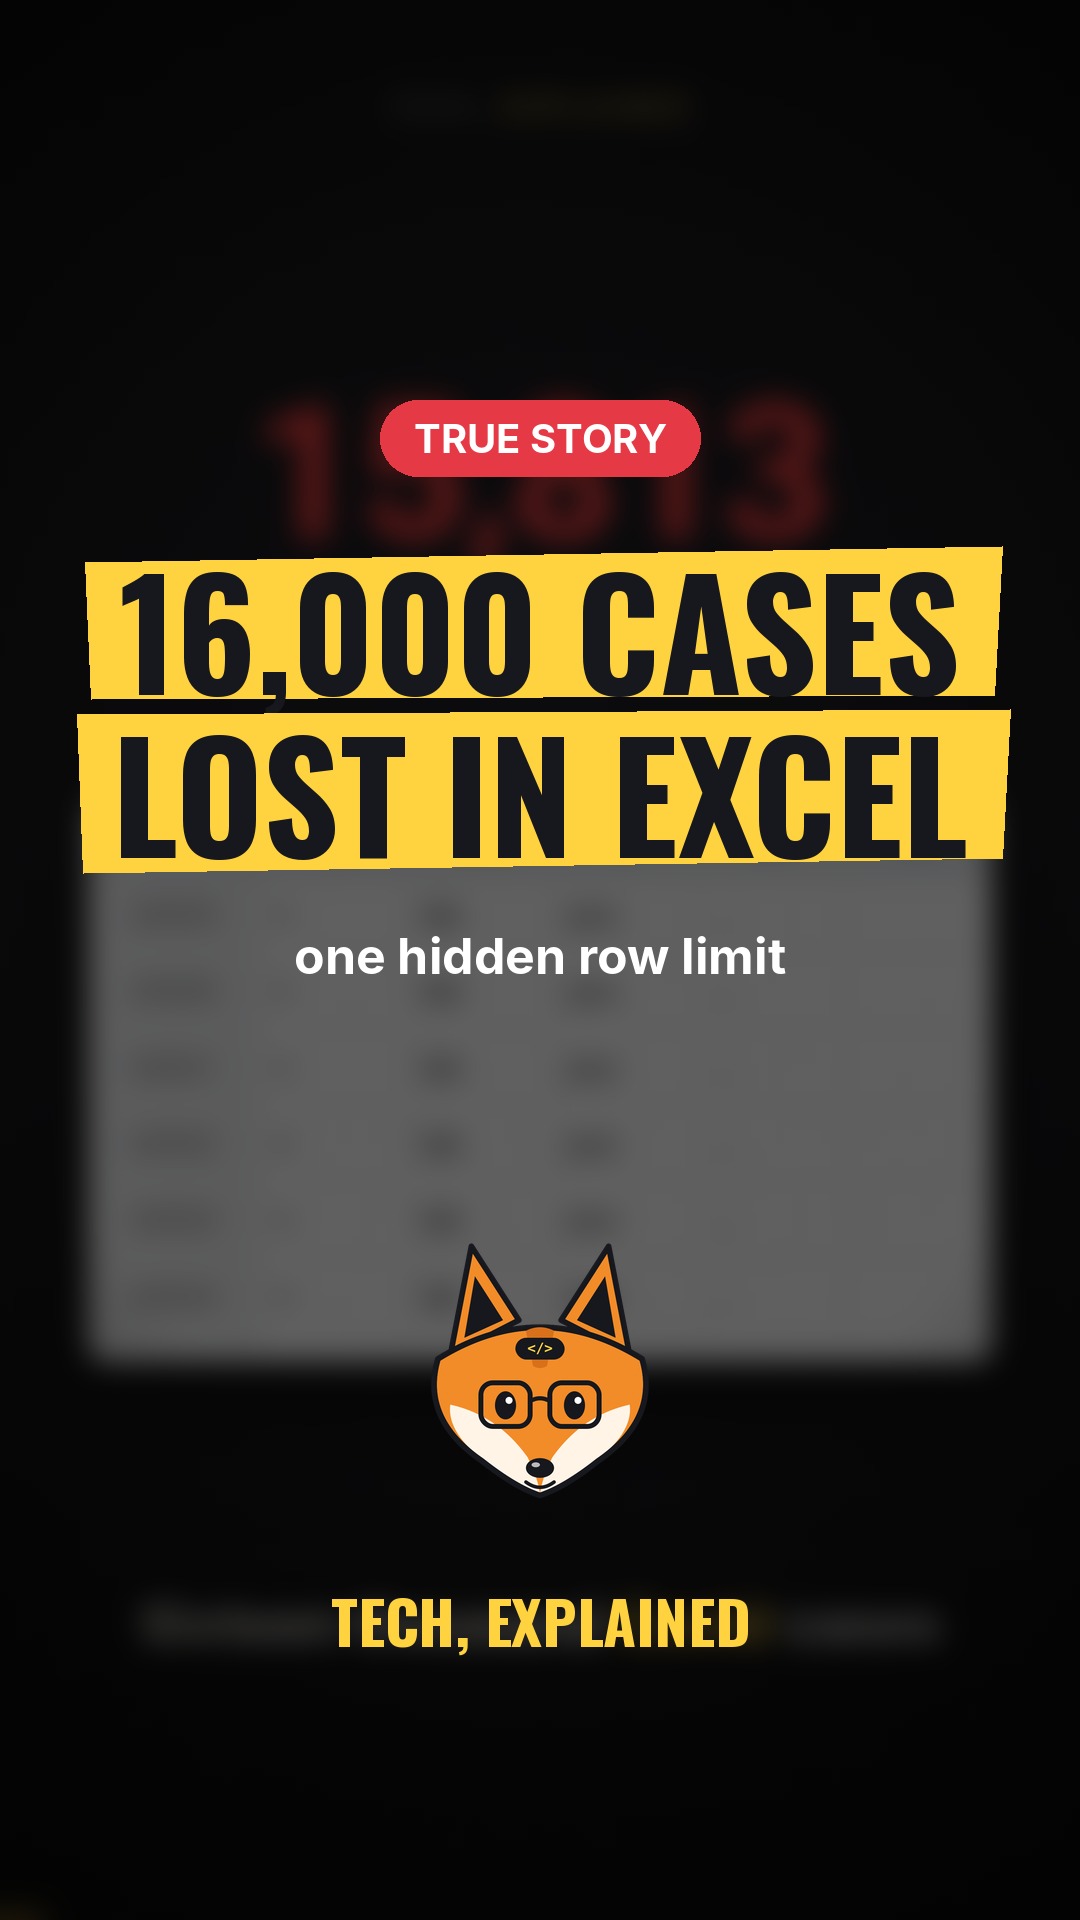 TRUE STORY
16,000 CASES
LOST IN EXCEL
one hidden row limit
</>
TECH, EXPLAINED